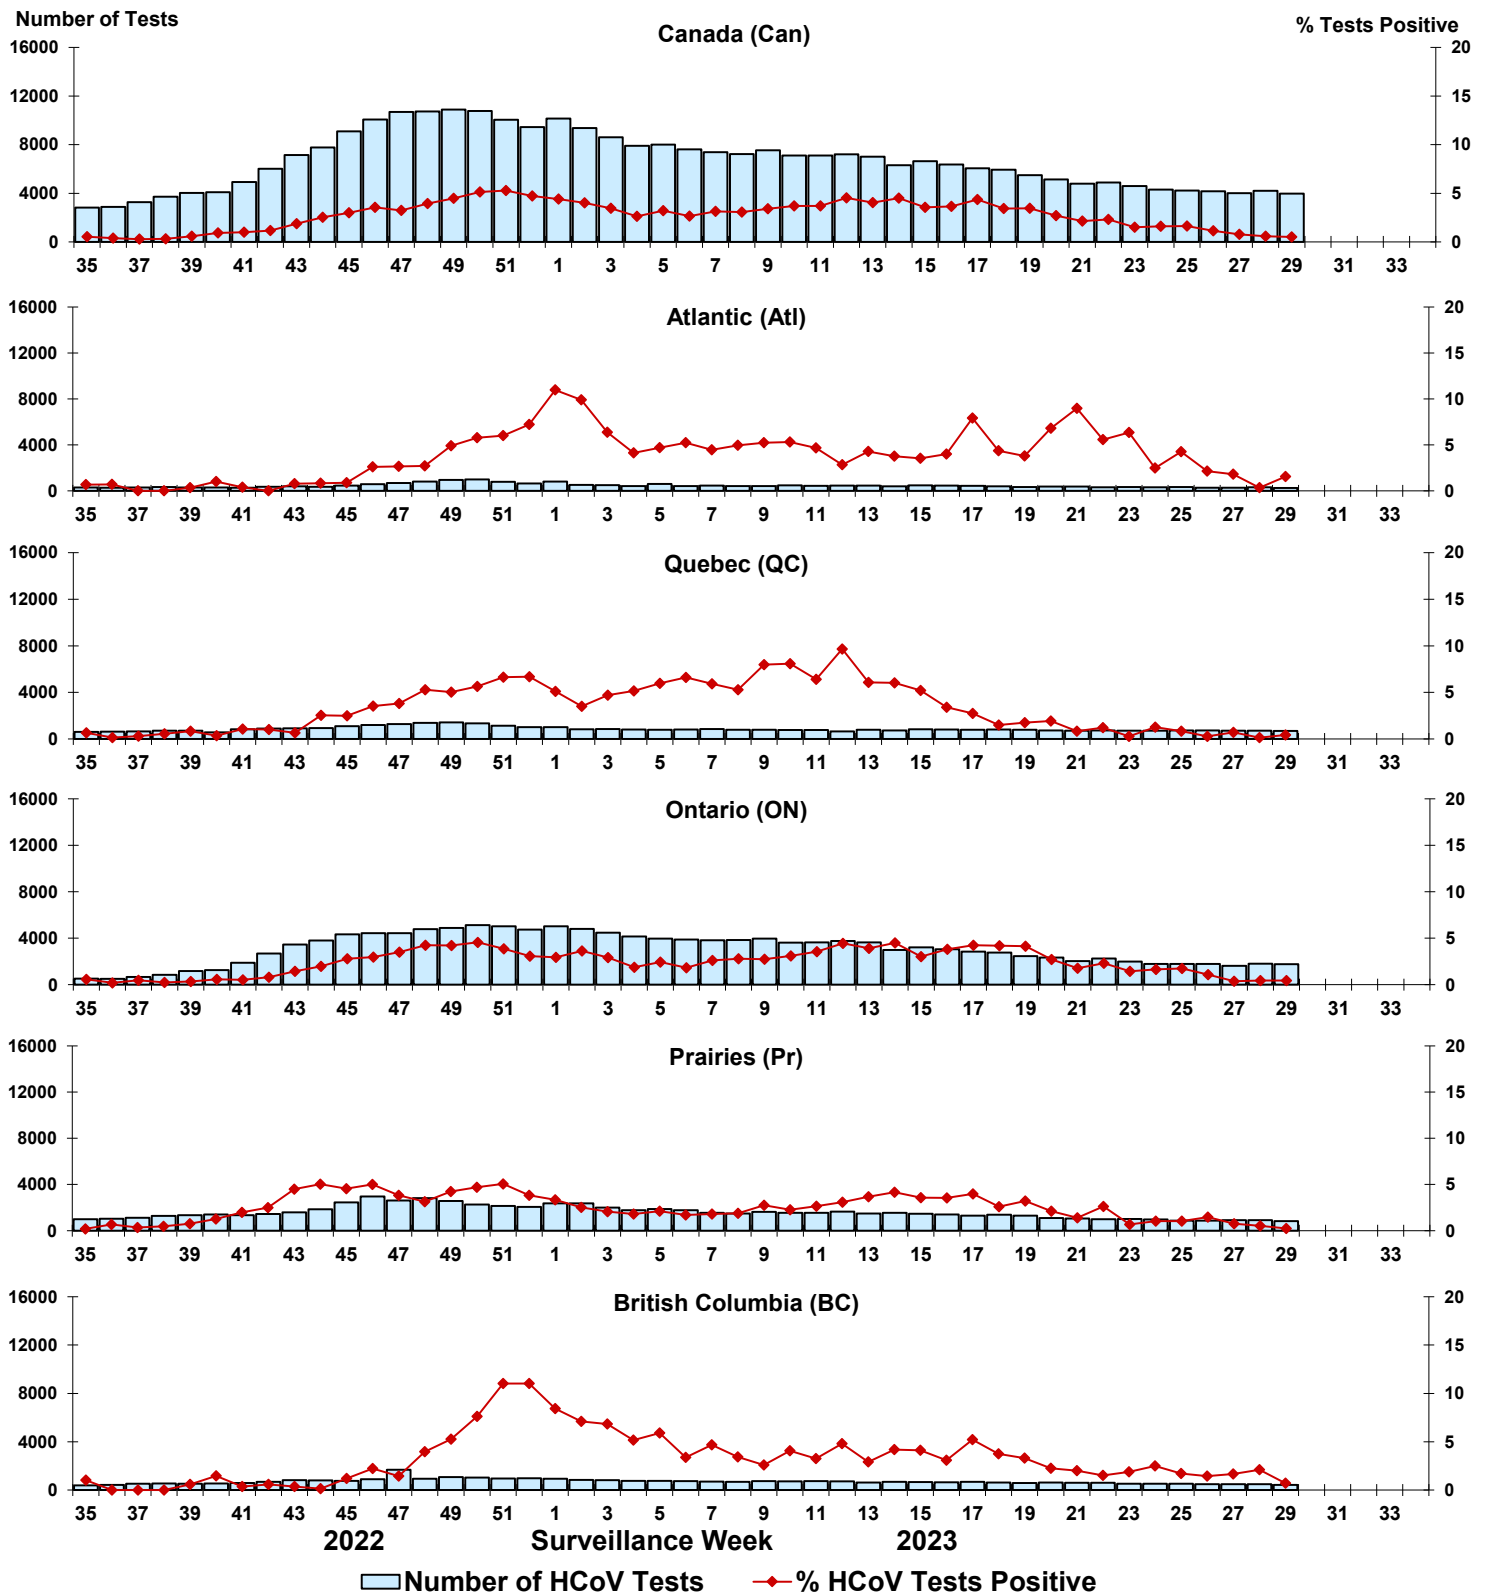 Number of Tests
% Tests Positive
Canada (Can)
16000 12000 8000 4000 0
20 15 10 5 0
35 37 39 41 43 45 47 49 51 1 3 5 7 9 11 13 15 17 19 21 23 25 27 29 31 33
Atlantic (Atl)
16000 12000 8000 4000 0
20 15 10 5 0
35 37 39 41 43 45 47 49 51 1 3 5 7 9 11 13 15 17 19 21 23 25 27 29 31 33
Quebec (QC)
16000 12000 8000 4000 0
20 15 10 5 0
35 37 39 41 43 45 47 49 51 1 3 5 7 9 11 13 15 17 19 21 23 25 27 29 31 33
Ontario (ON)
16000 12000 8000 4000 0
20 15 10 5 0
35 37 39 41 43 45 47 49 51 1 3 5 7 9 11 13 15 17 19 21 23 25 27 29 31 33
Prairies (Pr)
16000 12000 8000 4000 0
20 15 10 5 0
35 37 39 41 43 45 47 49 51 1 3 5 7 9 11 13 15 17 19 21 23 25 27 29 31 33
British Columbia (BC)
16000 12000 8000 4000 0
20 15 10 5 0
35 37 39 41 43 45 47 49 51 1 3 5 7 9 11 13 15 17 19 21 23 25 27 29 31 33
2022 Surveillance Week 2023
Number of HCoV Tests % HCoV Tests Positive